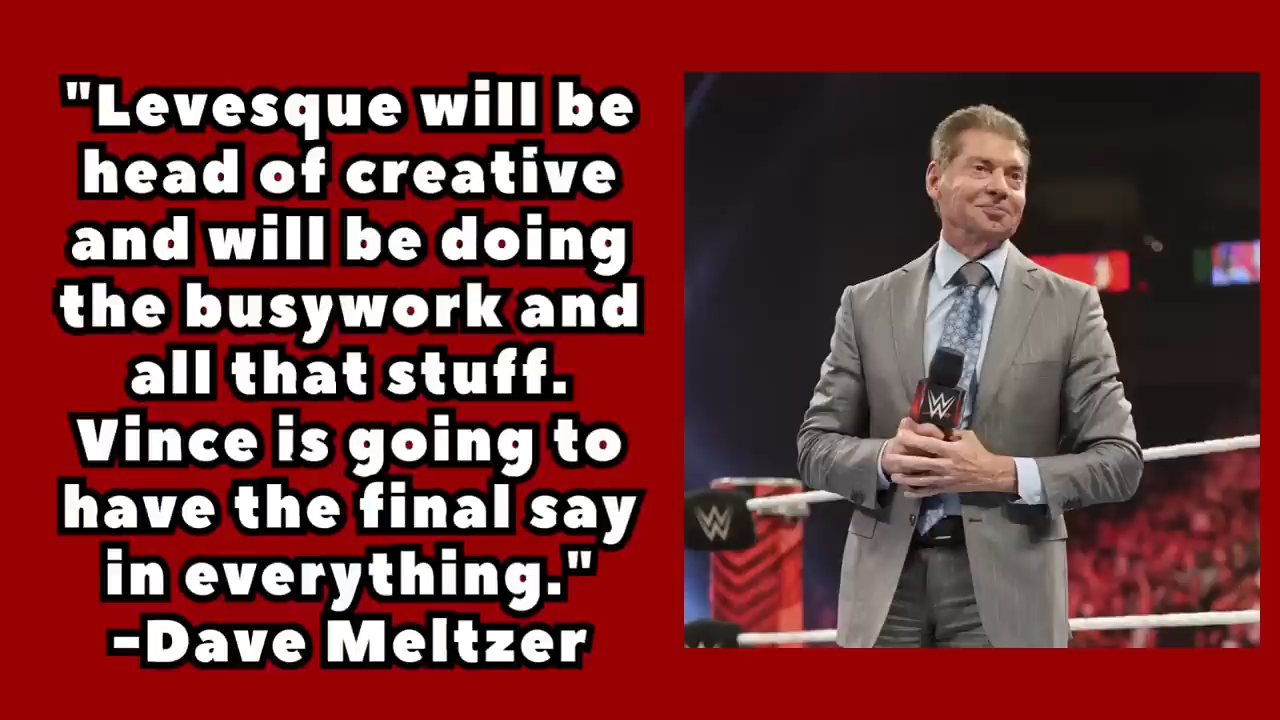 "Levesque will be
head of creative
and will be doing
the busywork and
all that stuff.
Vince is going to
have the final say
in everything."
-Dave Meltzer
W
W